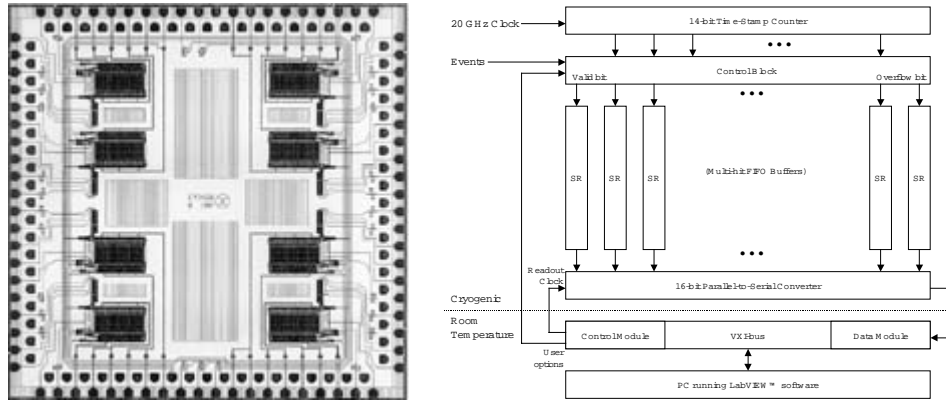 20 GHz Clock
14-bit Time-Stamp Counter
Events
Control Block
Valid bit
Overflow bit
SR
SR
SR
(Multi-hit FIFO Buffers)
SR
SR
Readout
Clock
16-bit Parallel-to-Serial Converter
Cryogenic
Room
Temperature
Control Module
VXI-bus
Data Module
User
options
PC running LabVIEW™ software